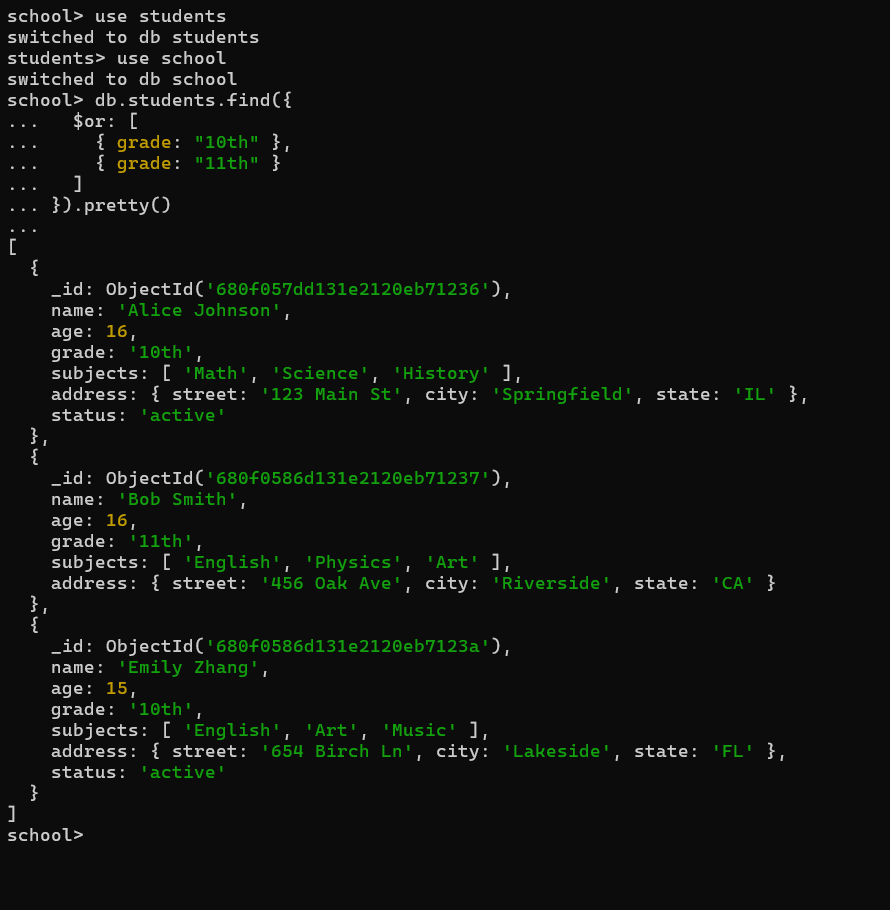 school> use students
switched to db students
students> use school
switched to db school
school> db.students.find({
...   $or: [
...     { grade: "10th" },
...     { grade: "11th" }
...   ]
... }).pretty()
...
[
  {
    _id: ObjectId('680f057dd131e2120eb71236'),
    name: 'Alice Johnson',
    age: 16,
    grade: '10th',
    subjects: [ 'Math', 'Science', 'History' ],
    address: { street: '123 Main St', city: 'Springfield', state: 'IL' },
    status: 'active'
  },
  {
    _id: ObjectId('680f0586d131e2120eb71237'),
    name: 'Bob Smith',
    age: 16,
    grade: '11th',
    subjects: [ 'English', 'Physics', 'Art' ],
    address: { street: '456 Oak Ave', city: 'Riverside', state: 'CA' }
  },
  {
    _id: ObjectId('680f0586d131e2120eb7123a'),
    name: 'Emily Zhang',
    age: 15,
    grade: '10th',
    subjects: [ 'English', 'Art', 'Music' ],
    address: { street: '654 Birch Ln', city: 'Lakeside', state: 'FL' },
    status: 'active'
  }
]
school>